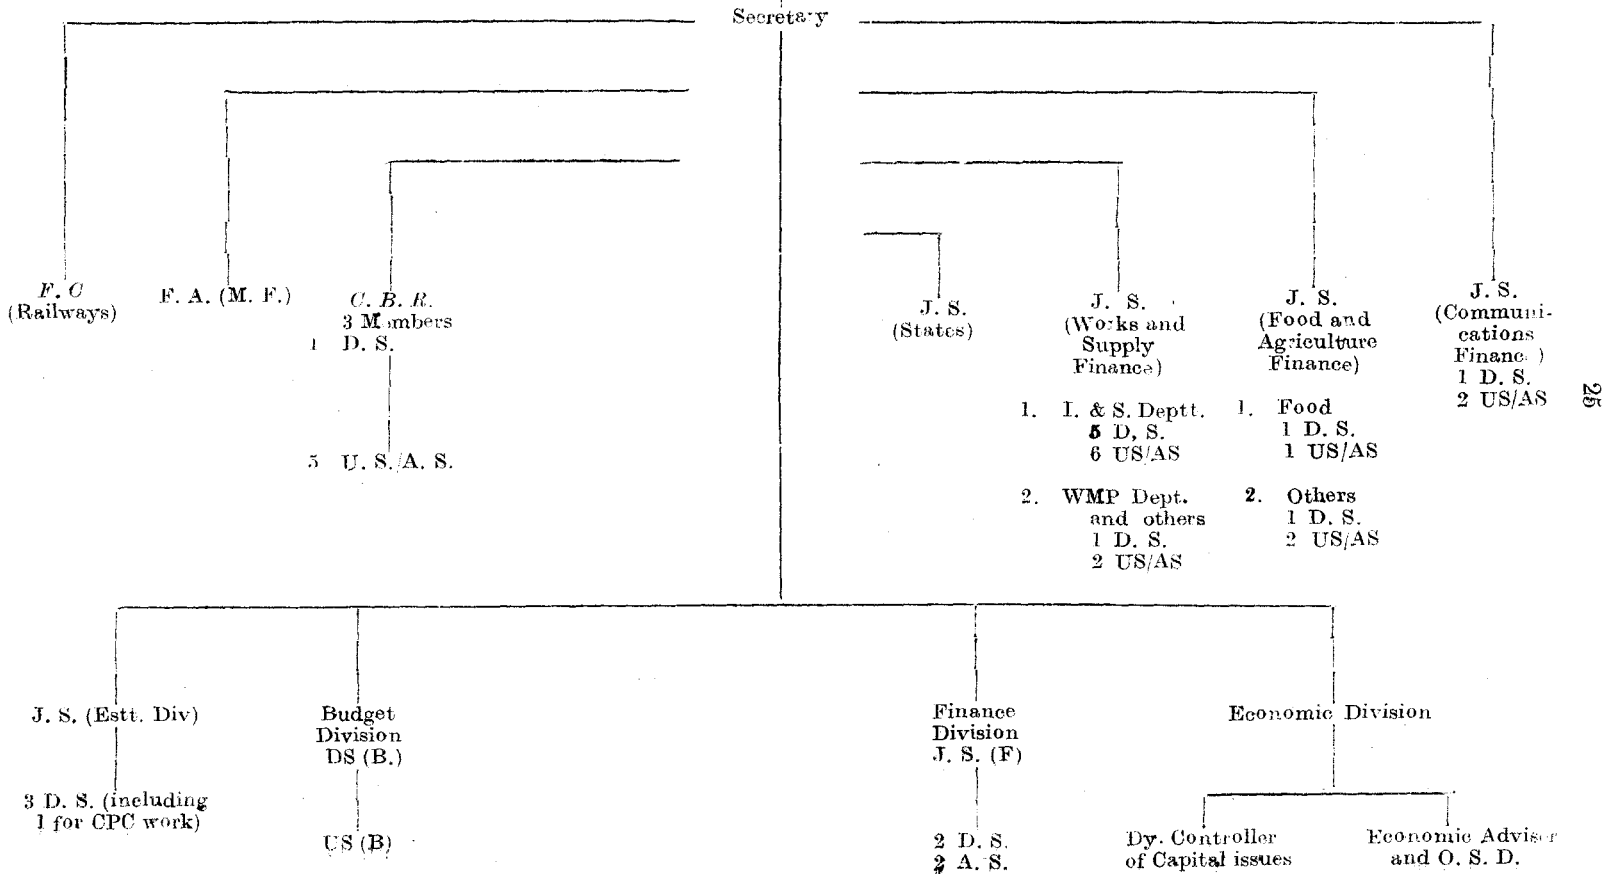 Secretary
F. C
(Railways)
F. A. (M. F.)
C. B. R.
3 Members
1 D. S.
5 U. S./A. S.
J. S.
(States)
J. S.
(Works and
Supply
Finance)
1. I. & S. Deptt.
5 D, S.
6 US/AS
2. WMP Dept.
and others
1 D. S.
2 US/AS
J. S.
(Food and
Agriculture
Finance)
1. Food
1 D. S.
1 US/AS
2. Others
1 D. S.
2 US/AS
J. S.
(Communi-
cations
Finance)
1 D. S.
2 US/AS
25
J. S. (Estt. Div)
3 D. S. (including
1 for CPC work)
Budget
Division
DS (B.)
US (B)
Finance
Division
J. S. (F)
2 D. S.
2 A. S.
Economic Division
Dy. Controller
of Capital issues
Economic Adviser
and O. S. D.